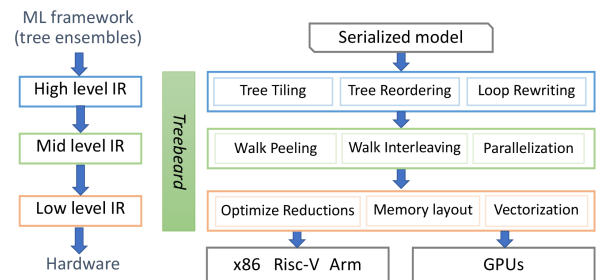 ML framework
(tree ensembles)
High level IR
Mid level IR
Low level IR
Hardware
Treebeard
Serialized model
Tree Tiling
Tree Reordering
Loop Rewriting
Walk Peeling
Walk Interleaving
Parallelization
Optimize Reductions
Memory layout
Vectorization
x86 Risc-V Arm
GPUs